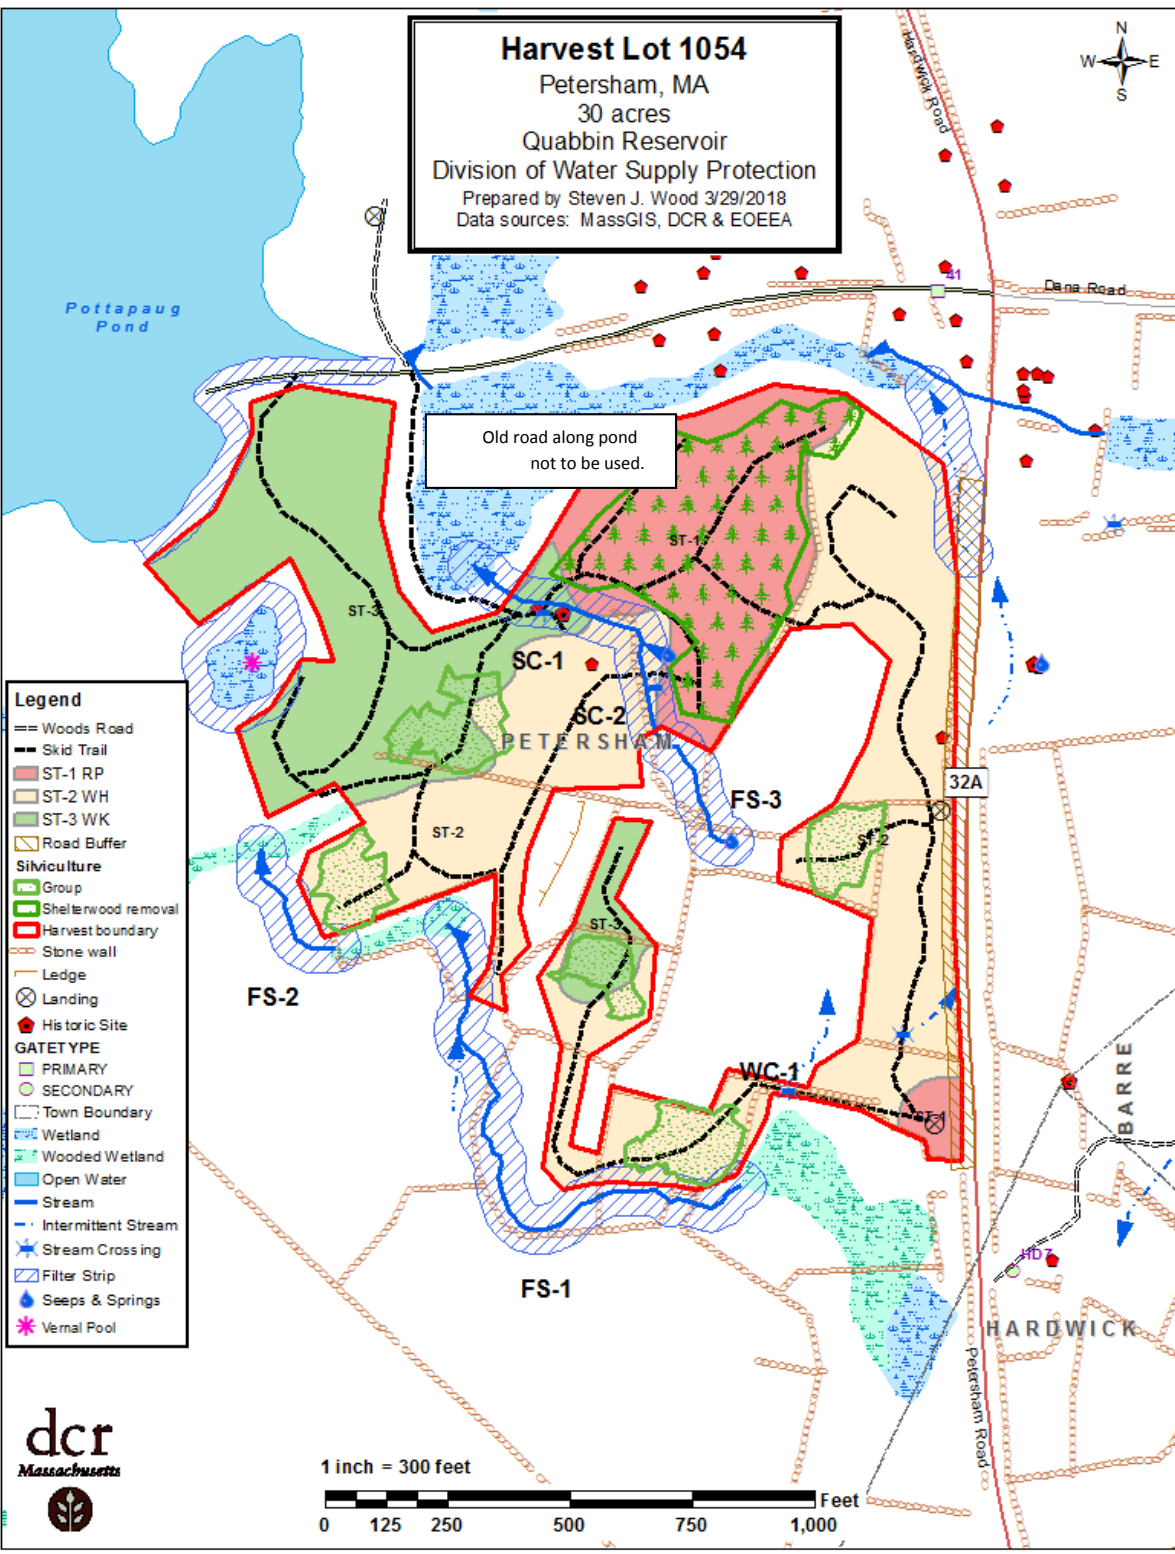 Harvest Lot 1054
Petersham, MA
30 acres
Quabbin Reservoir
Division of Water Supply Protection
Prepared by Steven J. Wood 3/29/2018
Data sources: MassGIS, DCR & EOEEA
N
W E
S
Hardwick Road
Pottapaug
Pond
41
Dana Road
Old road along pond
not to be used.
ST-1
ST-3
SC-1
SC-2
PETERSHAM
32A
FS-3
ST-2
ST-2
ST-3
FS-2
WC-1
ST-1
BARRE
FS-1
HD7
HARDWICK
Petersham Road
Legend
Woods Road
Skid Trail
ST-1 RP
ST-2 WH
ST-3 WK
Road Buffer
Silviculture
Group
Shelterwood removal
Harvest boundary
Stone wall
Ledge
Landing
Historic Site
GATETYPE
PRIMARY
SECONDARY
Town Boundary
Wetland
Wooded Wetland
Open Water
Stream
Intermittent Stream
Stream Crossing
Filter Strip
Seeps & Springs
Vernal Pool
dcr
Massachusetts
1 inch = 300 feet
Feet
0 125 250 500 750 1,000